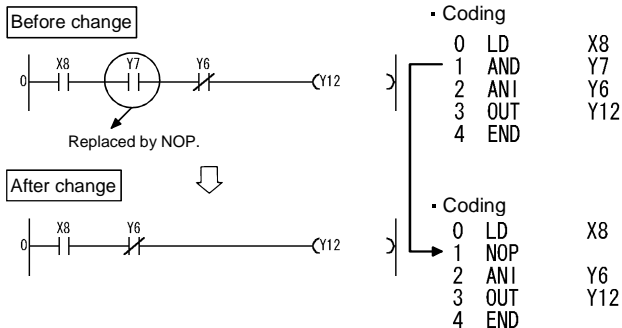 Before change
X8 Y7 Y6
0 Y12
Replaced by NOP.
▪ Coding
0 LD X8
1 AND Y7
2 ANI Y6
3 OUT Y12
4 END
After change
X8 Y6
0 Y12
▪ Coding
0 LD X8
1 NOP
2 ANI Y6
3 OUT Y12
4 END